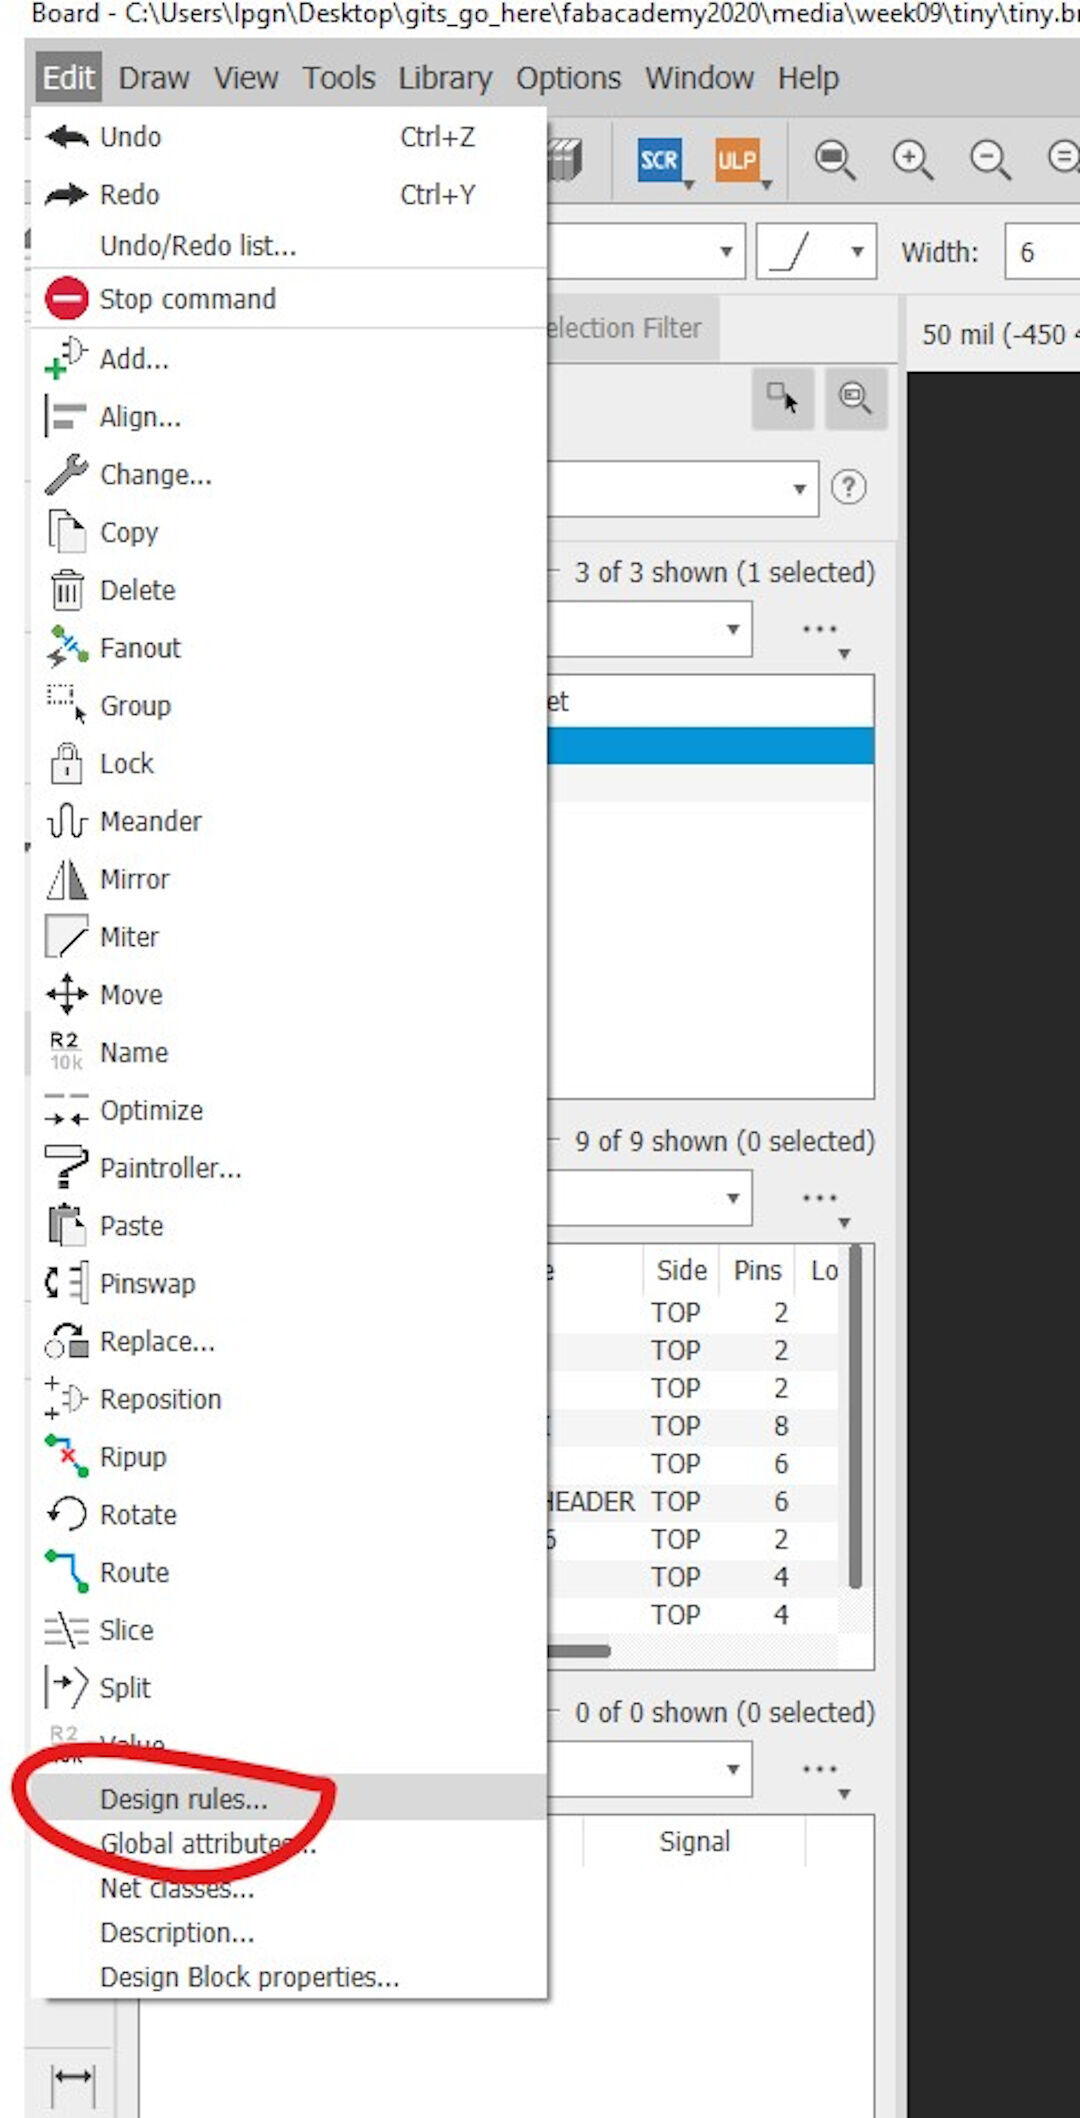 Board - C:\Users\lpgn\Desktop\gits_go_here\fabacademy2020\media\week09\tiny\tiny.br
Edit Draw View Tools Library Options Window Help
Undo Ctrl+Z
SCR ULP
Redo Ctrl+Y
Undo/Redo list...
Width: 6
Stop command
election Filter
50 mil (-450 4
Add...
Align...
Change...
Copy
3 of 3 shown (1 selected)
Delete
Fanout
Group
et
Lock
Meander
Mirror
Miter
Move
R2
10k
Name
Optimize
9 of 9 shown (0 selected)
Paintroller...
Paste
Pinswap
e Side Pins Lo
TOP 2
Replace...
TOP 2
Reposition
TOP 2
TOP 8
Ripup
TOP 6
Rotate
HEADER TOP 6
6 TOP 2
Route
TOP 4
Slice
TOP 4
Split
0 of 0 shown (0 selected)
R2
Value
Design rules...
Global attributes...
Signal
Net classes...
Description...
Design Block properties...